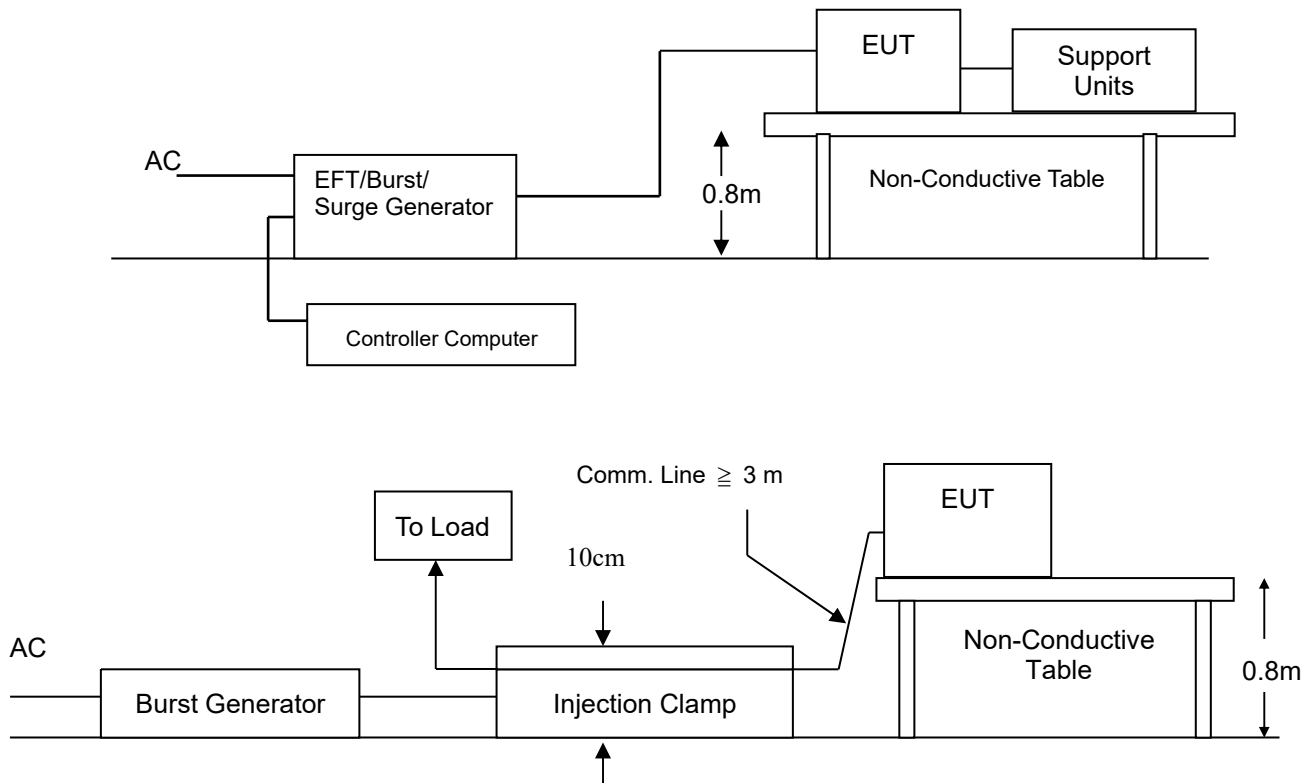 EUT
Support
Units
AC
EFT/Burst/
Surge Generator
0.8m
Non-Conductive Table
Controller Computer
Comm. Line ≧ 3 m
EUT
To Load
10cm
AC
Non-Conductive
Table
0.8m
Burst Generator
Injection Clamp